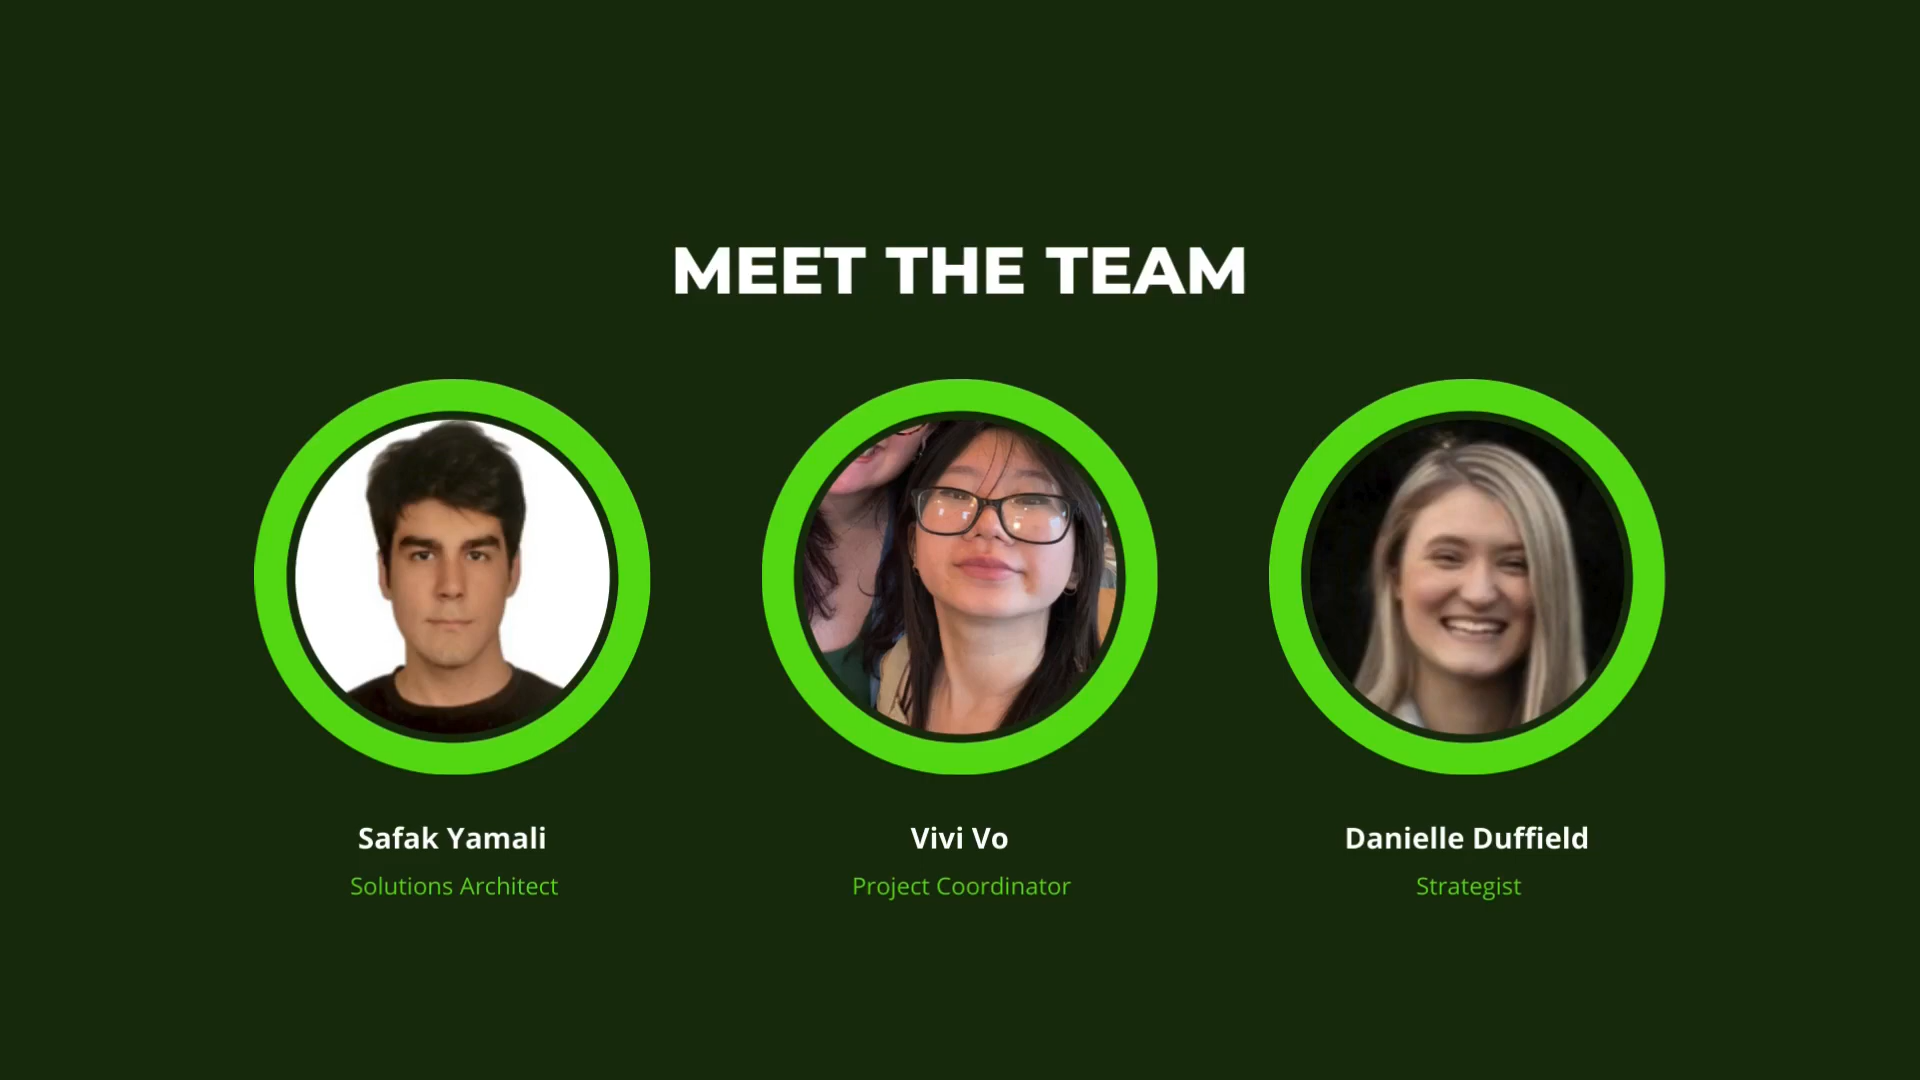 MEET THE TEAM
Safak Yamali
Vivi Vo
Danielle Duffield
Solutions Architect
Project Coordinator
Strategist